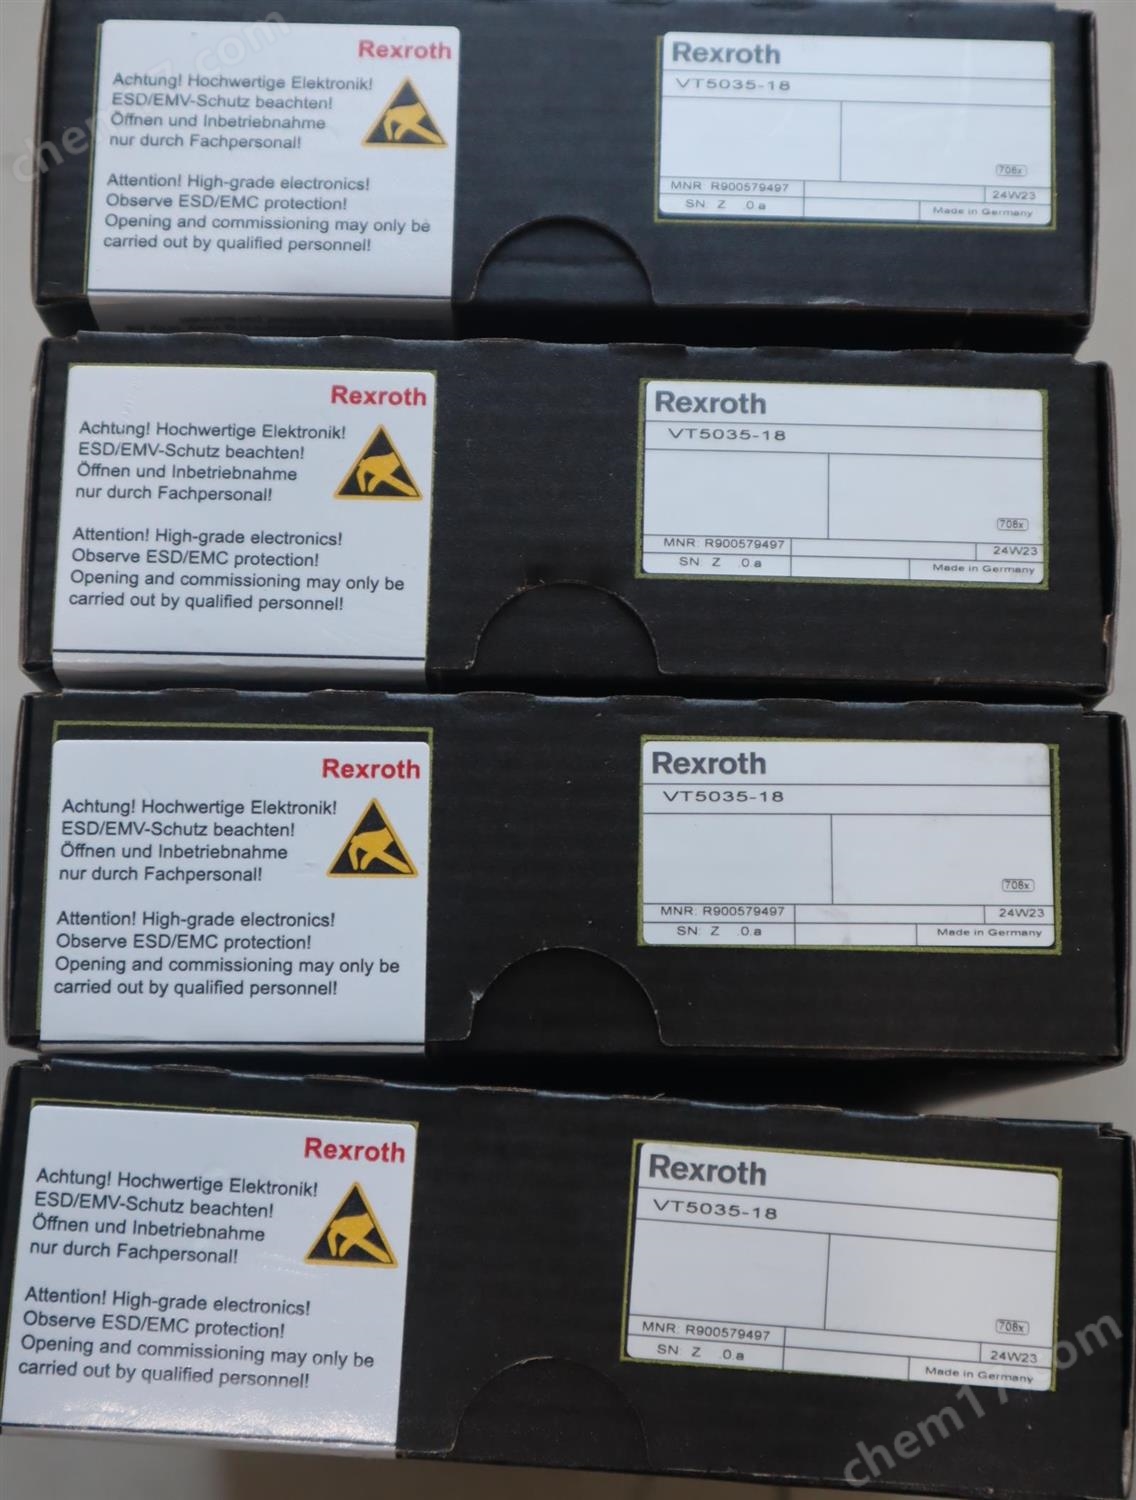 Rexroth
Achtung! Hochwertige Elektronik!
ESD/EMV-Schutz beachten!
Öffnen und Inbetriebnahme
nur durch Fachpersonal!
Attention! High-grade electronics!
Observe ESD/EMC protection!
Opening and commissioning may only be
carried out by qualified personnel!
Rexroth
VT5035-18
708x
MNR: R900579497
24W23
SN: Z .0.a
Made in Germany
Rexroth
Achtung! Hochwertige Elektronik!
ESD/EMV-Schutz beachten!
Öffnen und Inbetriebnahme
nur durch Fachpersonal!
Attention! High-grade electronics!
Observe ESD/EMC protection!
Opening and commissioning may only be
carried out by qualified personnel!
Rexroth
VT5035-18
708x
MNR: R900579497
24W23
SN: Z .0.a
Made in Germany
Rexroth
Achtung! Hochwertige Elektronik!
ESD/EMV-Schutz beachten!
Öffnen und Inbetriebnahme
nur durch Fachpersonal!
Attention! High-grade electronics!
Observe ESD/EMC protection!
Opening and commissioning may only be
carried out by qualified personnel!
Rexroth
VT5035-18
708x
MNR: R900579497
24W23
SN: Z .0.a
Made in Germany
Rexroth
Achtung! Hochwertige Elektronik!
ESD/EMV-Schutz beachten!
Öffnen und Inbetriebnahme
nur durch Fachpersonal!
Attention! High-grade electronics!
Observe ESD/EMC protection!
Opening and commissioning may only be
carried out by qualified personnel!
Rexroth
VT5035-18
708x
MNR: R900579497
24W23
SN: Z .0.a
Made in Germany